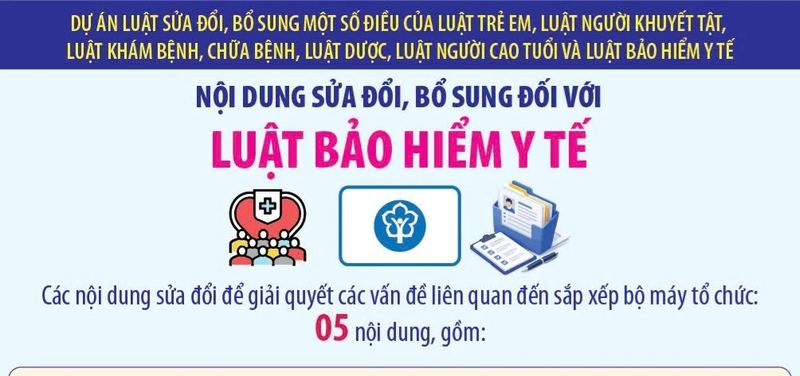 DỰ ÁN LUẬT SỬA ĐỔI, BỔ SUNG MỘT SỐ ĐIỀU CỦA LUẬT TRẺ EM, LUẬT NGƯỜI KHUYẾT TẬT,
LUẬT KHÁM BỆNH, CHỮA BỆNH, LUẬT DƯỢC, LUẬT NGƯỜI CAO TUỔI VÀ LUẬT BẢO HIỂM Y TẾ
NỘI DUNG SỬA ĐỔI, BỔ SUNG ĐỐI VỚI
LUẬT BẢO HIỂM Y TẾ
Các nội dung sửa đổi để giải quyết các vấn đề liên quan đến sắp xếp bộ máy tổ chức:
05 nội dung, gồm: